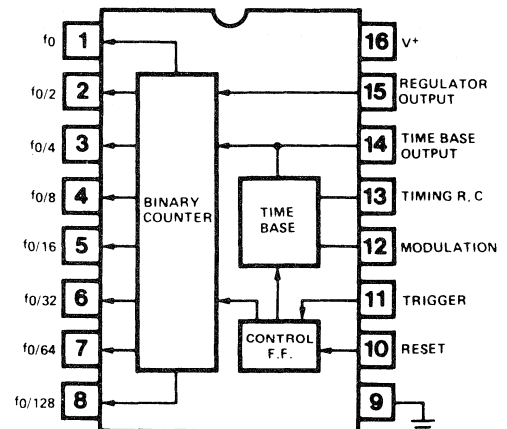 f0 1
f0/2 2
f0/4 3
f0/8 4
f0/16 5
f0/32 6
f0/64 7
f0/128 8
BINARY
COUNTER
TIME
BASE
CONTROL
F.F.
16 V+
15 REGULATOR
OUTPUT
14 TIME BASE
OUTPUT
13 TIMING R, C
12 MODULATION
11 TRIGGER
10 RESET
9